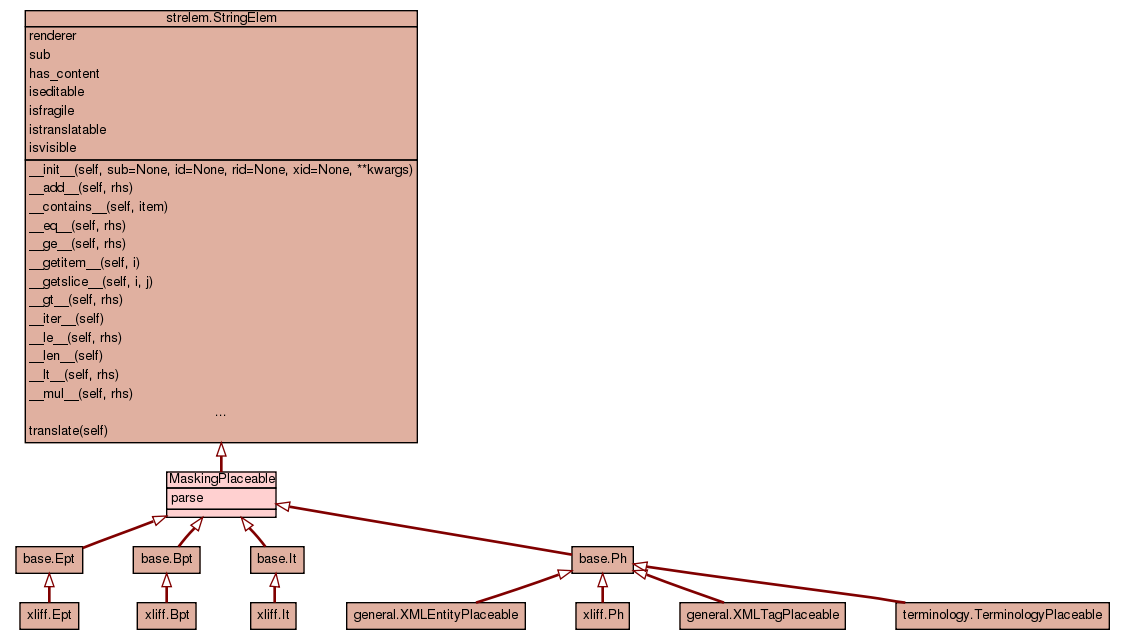 strelem.StringElem
renderer
sub
has_content
iseditable
isfragile
istranslatable
isvisible
__init__(self, sub=None, id=None, rid=None, xid=None, **kwargs)
__add__(self, rhs)
__contains__(self, item)
__eq__(self, rhs)
__ge__(self, rhs)
__getitem__(self, i)
__getslice__(self, i, j)
__gt__(self, rhs)
__iter__(self)
__le__(self, rhs)
__len__(self)
__lt__(self, rhs)
__mul__(self, rhs)
...
translate(self)
MaskingPlaceable
parse
base.Ept base.Bpt base.It base.Ph
xliff.Ept xliff.Bpt xliff.It general.XMLEntityPlaceable xliff.Ph general.XMLTagPlaceable terminology.TerminologyPlaceable